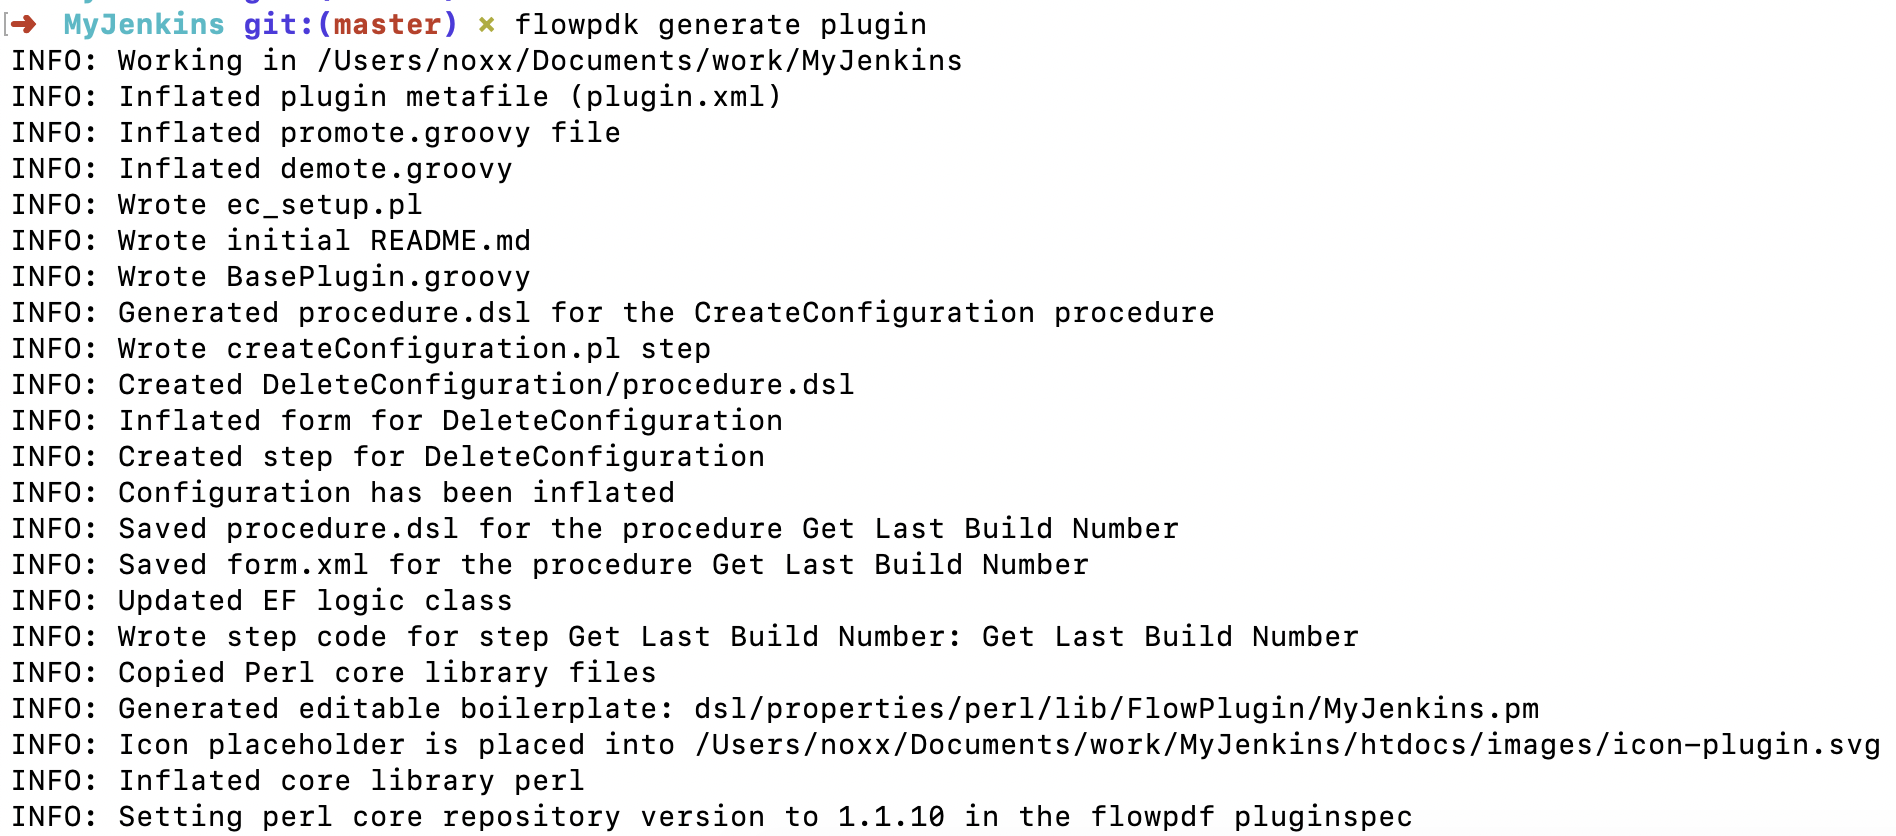 ➜ MyJenkins git:(master) × flowpdk generate plugin
INFO: Working in /Users/noxx/Documents/work/MyJenkins
INFO: Inflated plugin metafile (plugin.xml)
INFO: Inflated promote.groovy file
INFO: Inflated demote.groovy
INFO: Wrote ec_setup.pl
INFO: Wrote initial README.md
INFO: Wrote BasePlugin.groovy
INFO: Generated procedure.dsl for the CreateConfiguration procedure
INFO: Wrote createConfiguration.pl step
INFO: Created DeleteConfiguration/procedure.dsl
INFO: Inflated form for DeleteConfiguration
INFO: Created step for DeleteConfiguration
INFO: Configuration has been inflated
INFO: Saved procedure.dsl for the procedure Get Last Build Number
INFO: Saved form.xml for the procedure Get Last Build Number
INFO: Updated EF logic class
INFO: Wrote step code for step Get Last Build Number: Get Last Build Number
INFO: Copied Perl core library files
INFO: Generated editable boilerplate: dsl/properties/perl/lib/FlowPlugin/MyJenkins.pm
INFO: Icon placeholder is placed into /Users/noxx/Documents/work/MyJenkins/htdocs/images/icon-plugin.svg
INFO: Inflated core library perl
INFO: Setting perl core repository version to 1.1.10 in the flowpdf pluginspec